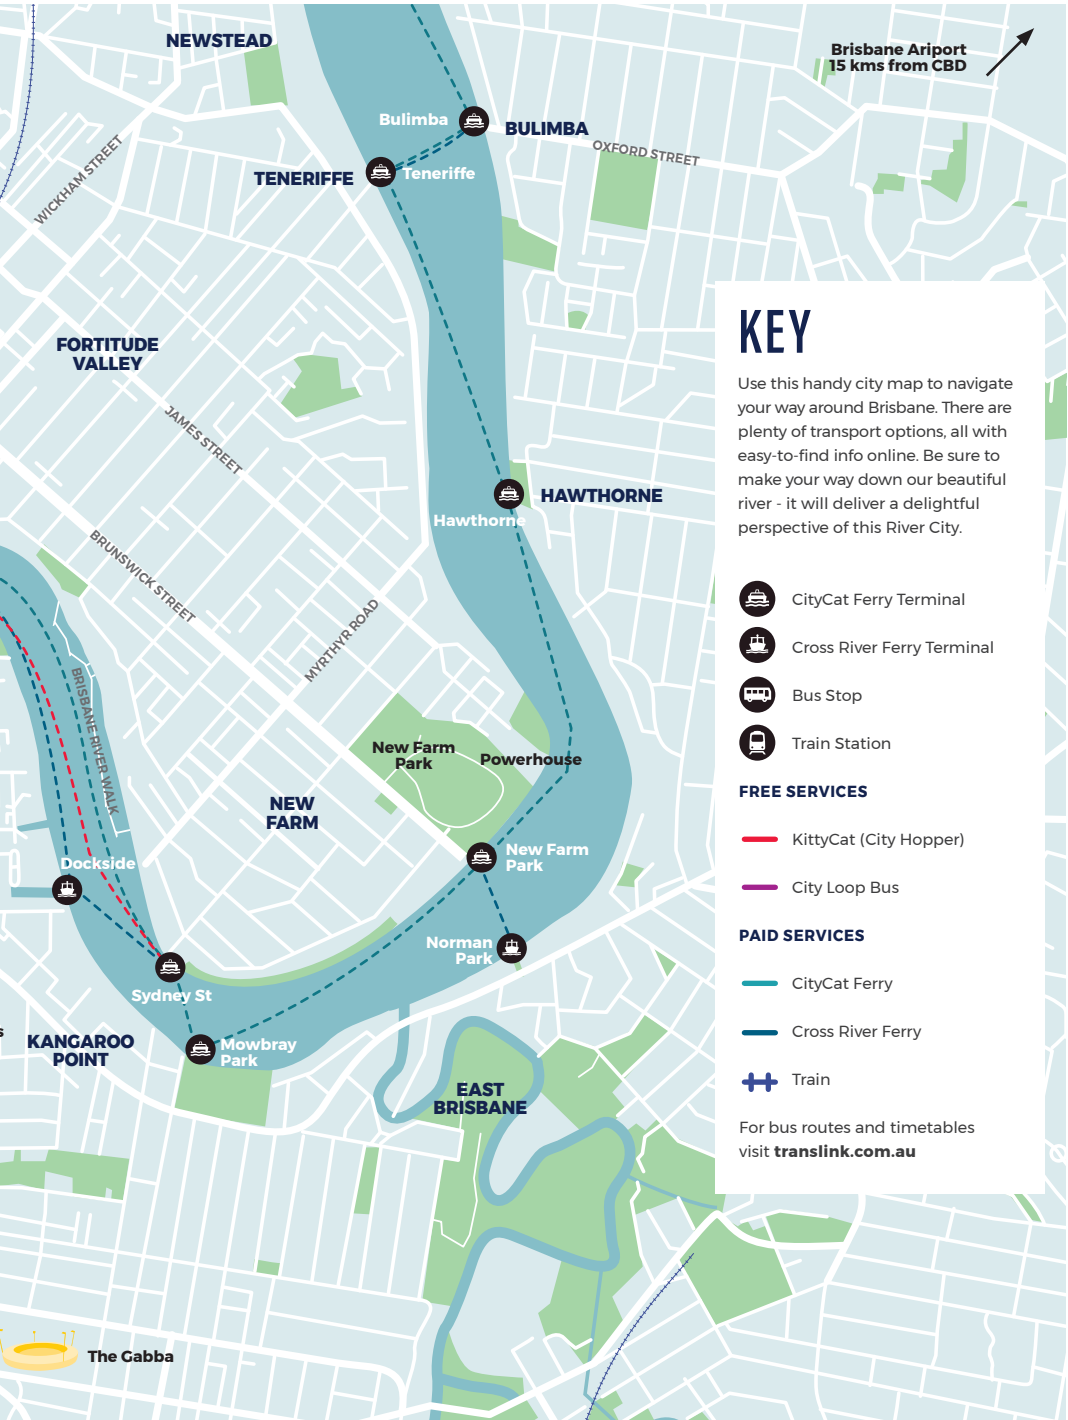 NEWSTEAD
Brisbane Ariport
15 kms from CBD
Bulimba
BULIMBA
OXFORD STREET
WICKHAM STREET
TENERIFFE
Teneriffe
FORTITUDE
VALLEY
JAMES STREET
HAWTHORNE
Hawthorne
BRUNSWICK STREET
MYRTHYR ROAD
BRISBANE RIVER WALK
New Farm
Park
Powerhouse
NEW
FARM
New Farm
Park
Dockside
Norman
Park
Sydney St
s
KANGAROO
POINT
Mowbray
Park
EAST
BRISBANE
The Gabba
KEY
Use this handy city map to navigate
your way around Brisbane. There are
plenty of transport options, all with
easy-to-find info online. Be sure to
make your way down our beautiful
river - it will deliver a delightful
perspective of this River City.
CityCat Ferry Terminal
Cross River Ferry Terminal
Bus Stop
Train Station
FREE SERVICES
KittyCat (City Hopper)
City Loop Bus
PAID SERVICES
CityCat Ferry
Cross River Ferry
Train
For bus routes and timetables
visit translink.com.au